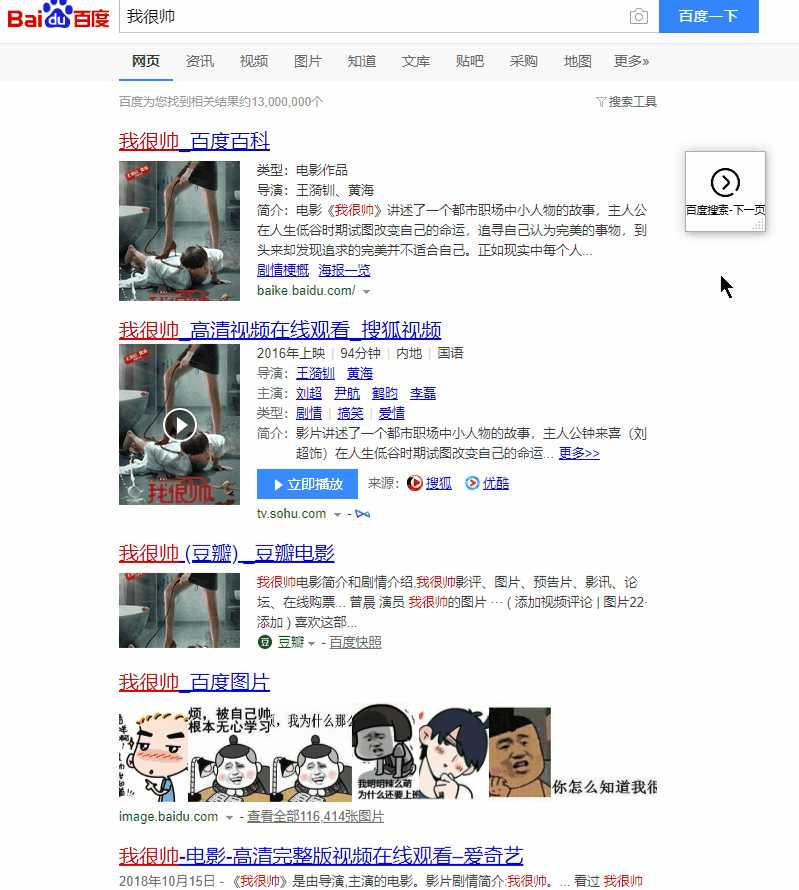 Bai du 百度 我很帅 百度一下
网页 资讯 视频 图片 知道 文库 贴吧 采购 地图 更多»
百度为您找到相关结果约13,000,000个 搜索工具
我很帅_百度百科
类型：电影作品
导演：王漪钏、黄海
简介：电影《我很帅》讲述了一个都市职场中小人物的故事，主人公
在人生低谷时期试图改变自己的命运，追寻自己认为完美的事物，到
头来却发现追求的完美并不适合自己。正如现实中每个人...
剧情梗概 海报一览
baike.baidu.com/
百度搜索-下一页
我很帅_高清视频在线观看_搜狐视频
2016年上映 | 94分钟 | 内地 | 国语
导演：王漪钏 黄海
主演：刘超 尹航 鹤昀 李磊
类型：剧情 | 搞笑 | 爱情
简介：影片讲述了一个都市职场中小人物的故事，主人公钟来喜（刘
超饰）在人生低谷时期试图改变自己的命运... 更多>>
我很帅
立即播放 来源： 搜狐 优酷
tv.sohu.com -
我很帅 (豆瓣)_豆瓣电影
我很帅电影简介和剧情介绍,我很帅影评、图片、预告片、影讯、论
坛、在线购票... 曾晨 演员 我很帅的图片 ··· ( 添加视频评论 | 图片22·
添加 ) 喜欢这部...
豆 豆瓣 - 百度快照
我很帅_百度图片
烦，被自己帅
根本无心学习
，我为什么那么
我明明辣么萌
为什么还要上班
你怎么知道我很
image.baidu.com - 查看全部116,414张图片
我很帅-电影-高清完整版视频在线观看–爱奇艺
2018年10月15日 - 《我很帅》是由导演,主演的电影。影片剧情简介:我很帅。... 看过 我很帅